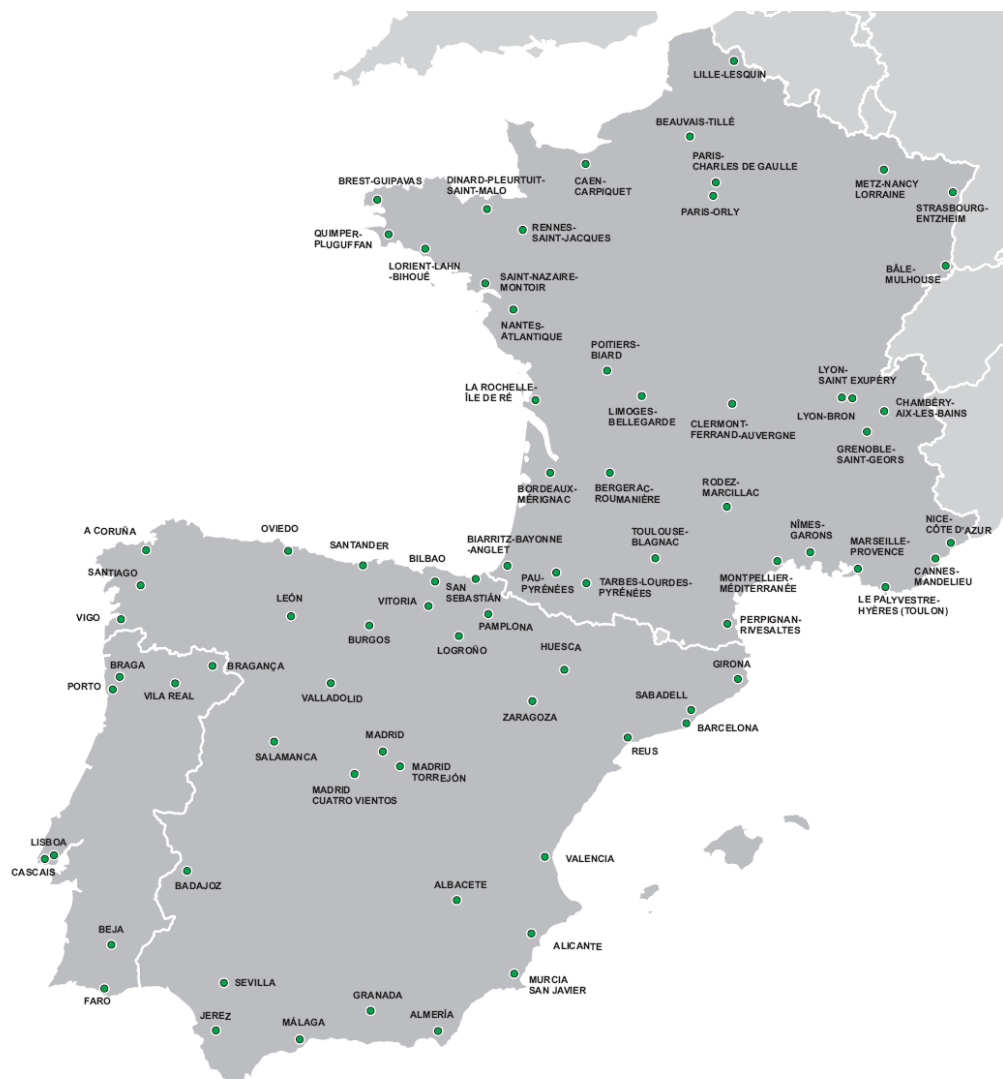 LILLE-LESQUIN
BEAUVAIS-TILLÉ
PARIS-
CHARLES DE GAULLE
CAEN-
CARPIQUET
METZ-NANCY
LORRAINE
DINARD-PLEURTUIT-
SAINT-MALO
BREST-GUIPAVAS
PARIS-ORLY
STRASBOURG-
ENTZHEIM
RENNES-
SAINT-JACQUES
QUIMPER-
PLUGUFFAN
LORIENT-LAHN
-BIHOUÉ
BÂLE-
MULHOUSE
SAINT-NAZAIRE-
MONTOIR
NANTES-
ATLANTIQUE
POITIERS-
BIARD
LYON-
SAINT EXUPÉRY
LA ROCHELLE-
ÎLE DE RÉ
LIMOGES-
BELLEGARDE
CLERMONT-
FERRAND-AUVERGNE
LYON-BRON
CHAMBÉRY-
AIX-LES-BAINS
GRENOBLE-
SAINT-GEORS
BORDEAUX-
MÉRIGNAC
BERGERAC-
ROUMANIÈRE
RODEZ-
MARCILLAC
NICE-
CÔTE D'AZUR
NÎMES-
GARONS
MARSEILLE-
PROVENCE
A CORUÑA
OVIEDO
SANTANDER
BILBAO
BIARRITZ-BAYONNE
-ANGLET
TOULOUSE-
BLAGNAC
SANTIAGO
SAN
SEBASTIÁN
PAU-
PYRÉNÉES
TARBES-LOURDES-
PYRÉNÉES
MONTPELLIER-
MÉDITERRANÉE
CANNES-
MANDELIEU
LE PALYVESTRE-
HYÈRES (TOULON)
VIGO
LEÓN
VITORIA
BURGOS
LOGROÑO
PAMPLONA
PERPIGNAN-
RIVESALTES
HUESCA
BRAGA
BRAGANÇA
GIRONA
PORTO
VILA REAL
VALLADOLID
ZARAGOZA
SABADELL
BARCELONA
SALAMANCA
MADRID
REUS
MADRID
TORREJÓN
MADRID
CUATRO VIENTOS
LISBOA
CASCAIS
BADAJOZ
VALENCIA
ALBACETE
BEJA
ALICANTE
FARO
SEVILLA
MURCIA
SAN JAVIER
JEREZ
MÁLAGA
GRANADA
ALMERÍA